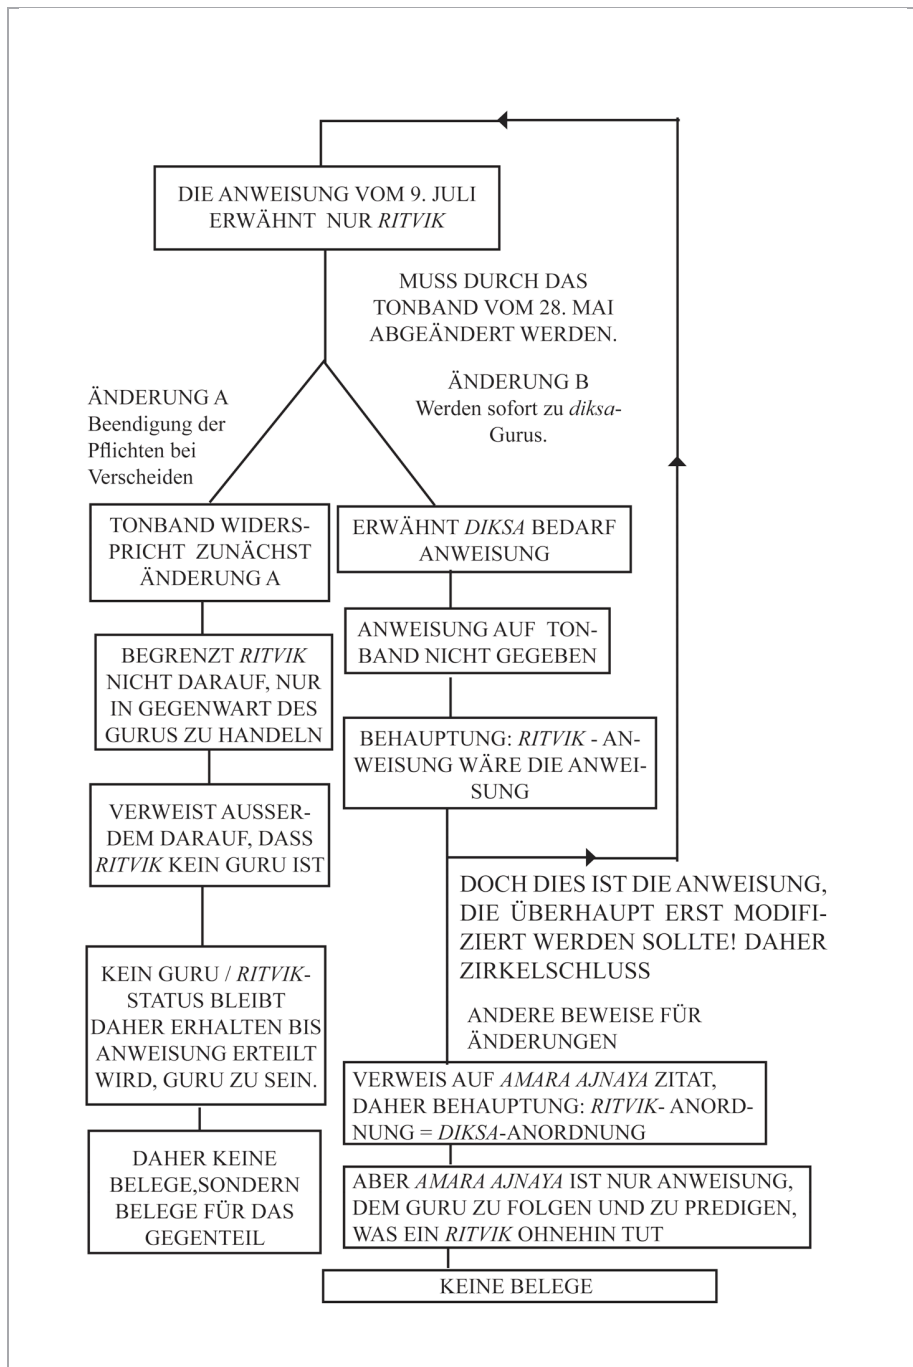 DIE ANWEISUNG VOM 9. JULI
ERWÄHNT NUR RITVIK
MUSS DURCH DAS
TONBAND VOM 28. MAI
ABGEÄNDERT WERDEN.
ÄNDERUNG A
Beendigung der
Pflichten bei
Verscheiden
ÄNDERUNG B
Werden sofort zu diksa-
Gurus.
TONBAND WIDERS-
PRICHT ZUNÄCHST
ÄNDERUNG A
BEGRENZT RITVIK
NICHT DARAUF, NUR
IN GEGENWART DES
GURUS ZU HANDELN
VERWEIST AUSSER-
DEM DARAUF, DASS
RITVIK KEIN GURU IST
KEIN GURU / RITVIK-
STATUS BLEIBT
DAHER ERHALTEN BIS
ANWEISUNG ERTEILT
WIRD, GURU ZU SEIN.
DAHER KEINE
BELEGE,SONDERN
BELEGE FÜR DAS
GEGENTEIL
ERWÄHNT DIKSA BEDARF
ANWEISUNG
ANWEISUNG AUF TON-
BAND NICHT GEGEBEN
BEHAUPTUNG: RITVIK - AN-
WEISUNG WÄRE DIE ANWEI-
SUNG
DOCH DIES IST DIE ANWEISUNG,
DIE ÜBERHAUPT ERST MODIFI-
ZIERT WERDEN SOLLTE! DAHER
ZIRKELSCHLUSS
ANDERE BEWEISE FÜR
ÄNDERUNGEN
VERWEIS AUF AMARA AJNAYA ZITAT,
DAHER BEHAUPTUNG: RITVIK- ANORD-
NUNG = DIKSA-ANORDNUNG
ABER AMARA AJNAYA IST NUR ANWEISUNG,
DEM GURU ZU FOLGEN UND ZU PREDIGEN,
WAS EIN RITVIK OHNEHIN TUT
KEINE BELEGE